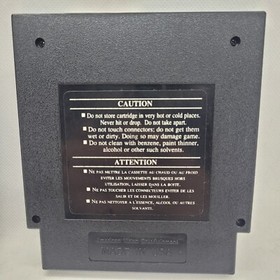 CAUTION
■ Do not store cartridge in very hot or cold places.
Never hit or drop. Do not take apart.
■ Do not touch connectors; do not get them
wet or dirty. Doing so may damage game.
■ Do not clean with benzene, paint thinner,
alcohol or other such solvents.
ATTENTION
■ NE PAS METTRE LA CASSETTE AU CHAUD OU AU FROID
EVITER LES MOUVEMENTS BRUSQUES HORS
UTILISATION, LAISSER DANS LA BOITE.
■ NE PAS TOUCHER LES CONNECTEURS EVITER DE LES
SALIR ET DE LES MOUILLER.
■ NE PAS NETTOYER A L'ESSENCE, ALCOOL OU AUTRES
SOLVANTS.